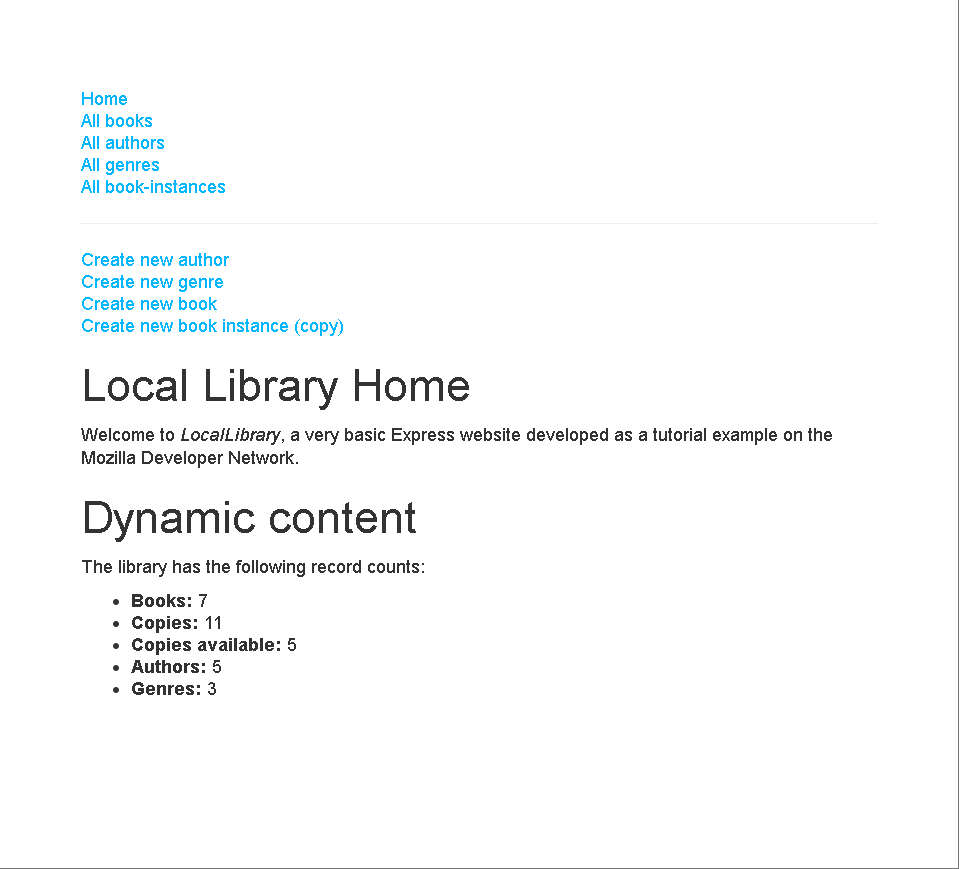 Home
All books
All authors
All genres
All book-instances
Create new author
Create new genre
Create new book
Create new book instance (copy)
Local Library Home
Welcome to LocalLibrary, a very basic Express website developed as a tutorial example on the
Mozilla Developer Network.
Dynamic content
The library has the following record counts:
• Books: 7
• Copies: 11
• Copies available: 5
• Authors: 5
• Genres: 3